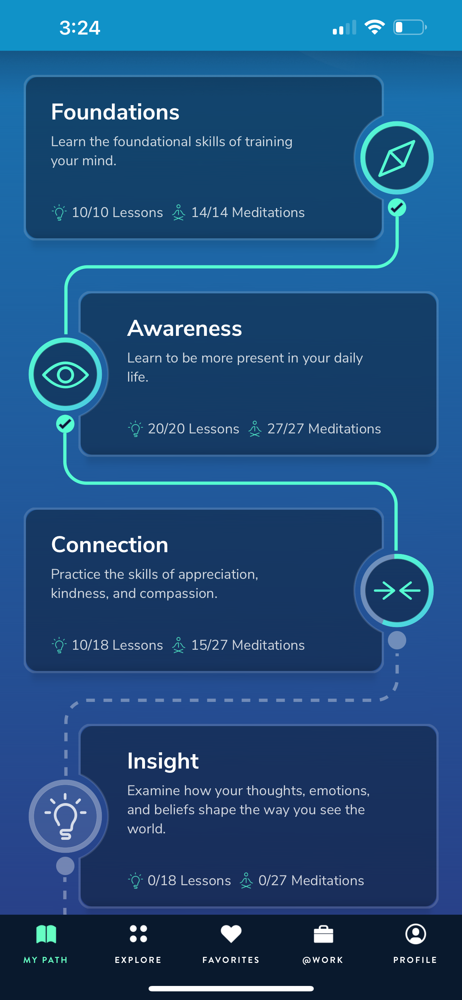 3:24
Foundations
Learn the foundational skills of training
your mind.
10/10 Lessons 14/14 Meditations
Awareness
Learn to be more present in your daily
life.
20/20 Lessons 27/27 Meditations
Connection
Practice the skills of appreciation,
kindness, and compassion.
10/18 Lessons 15/27 Meditations
Insight
Examine how your thoughts, emotions,
and beliefs shape the way you see the
world.
0/18 Lessons 0/27 Meditations
MY PATH EXPLORE FAVORITES @WORK PROFILE